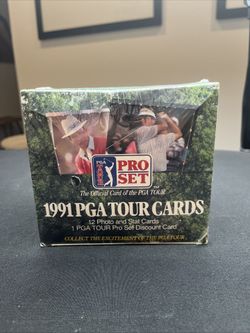 PGA TOUR
PRO
SET
The Official Card of the PGA TOUR
1991 PGA TOUR CARDS
12 Photo and Stat Cards
1 PGA TOUR Pro Set Discount Card
COLLECT THE EXCITEMENT OF THE PGA TOUR